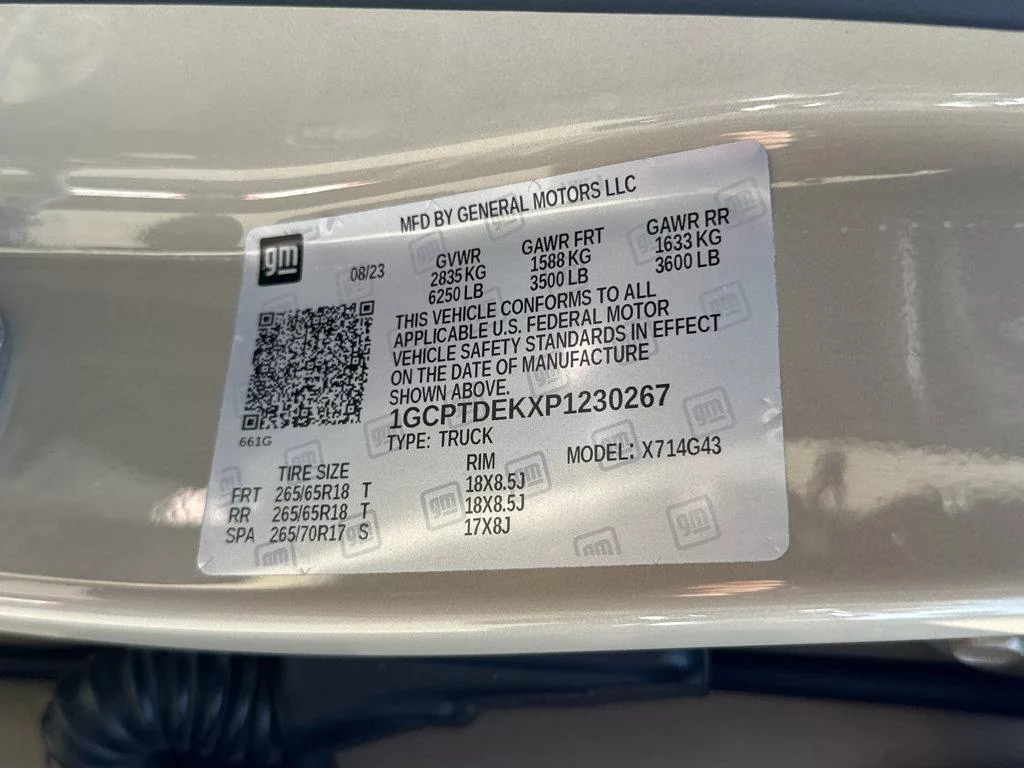 MFD BY GENERAL MOTORS LLC
gm
08/23
GVWR
2835 KG
6250 LB
GAWR FRT
1588 KG
3500 LB
GAWR RR
1633 KG
3600 LB
THIS VEHICLE CONFORMS TO ALL
APPLICABLE U.S. FEDERAL MOTOR
VEHICLE SAFETY STANDARDS IN EFFECT
ON THE DATE OF MANUFACTURE
SHOWN ABOVE.
1GCPTDEKXP1230267
661G
TYPE: TRUCK
MODEL: X714G43
TIRE SIZE RIM
FRT 265/65R18 T 18X8.5J
RR 265/65R18 T 18X8.5J
SPA 265/70R17 S 17X8J